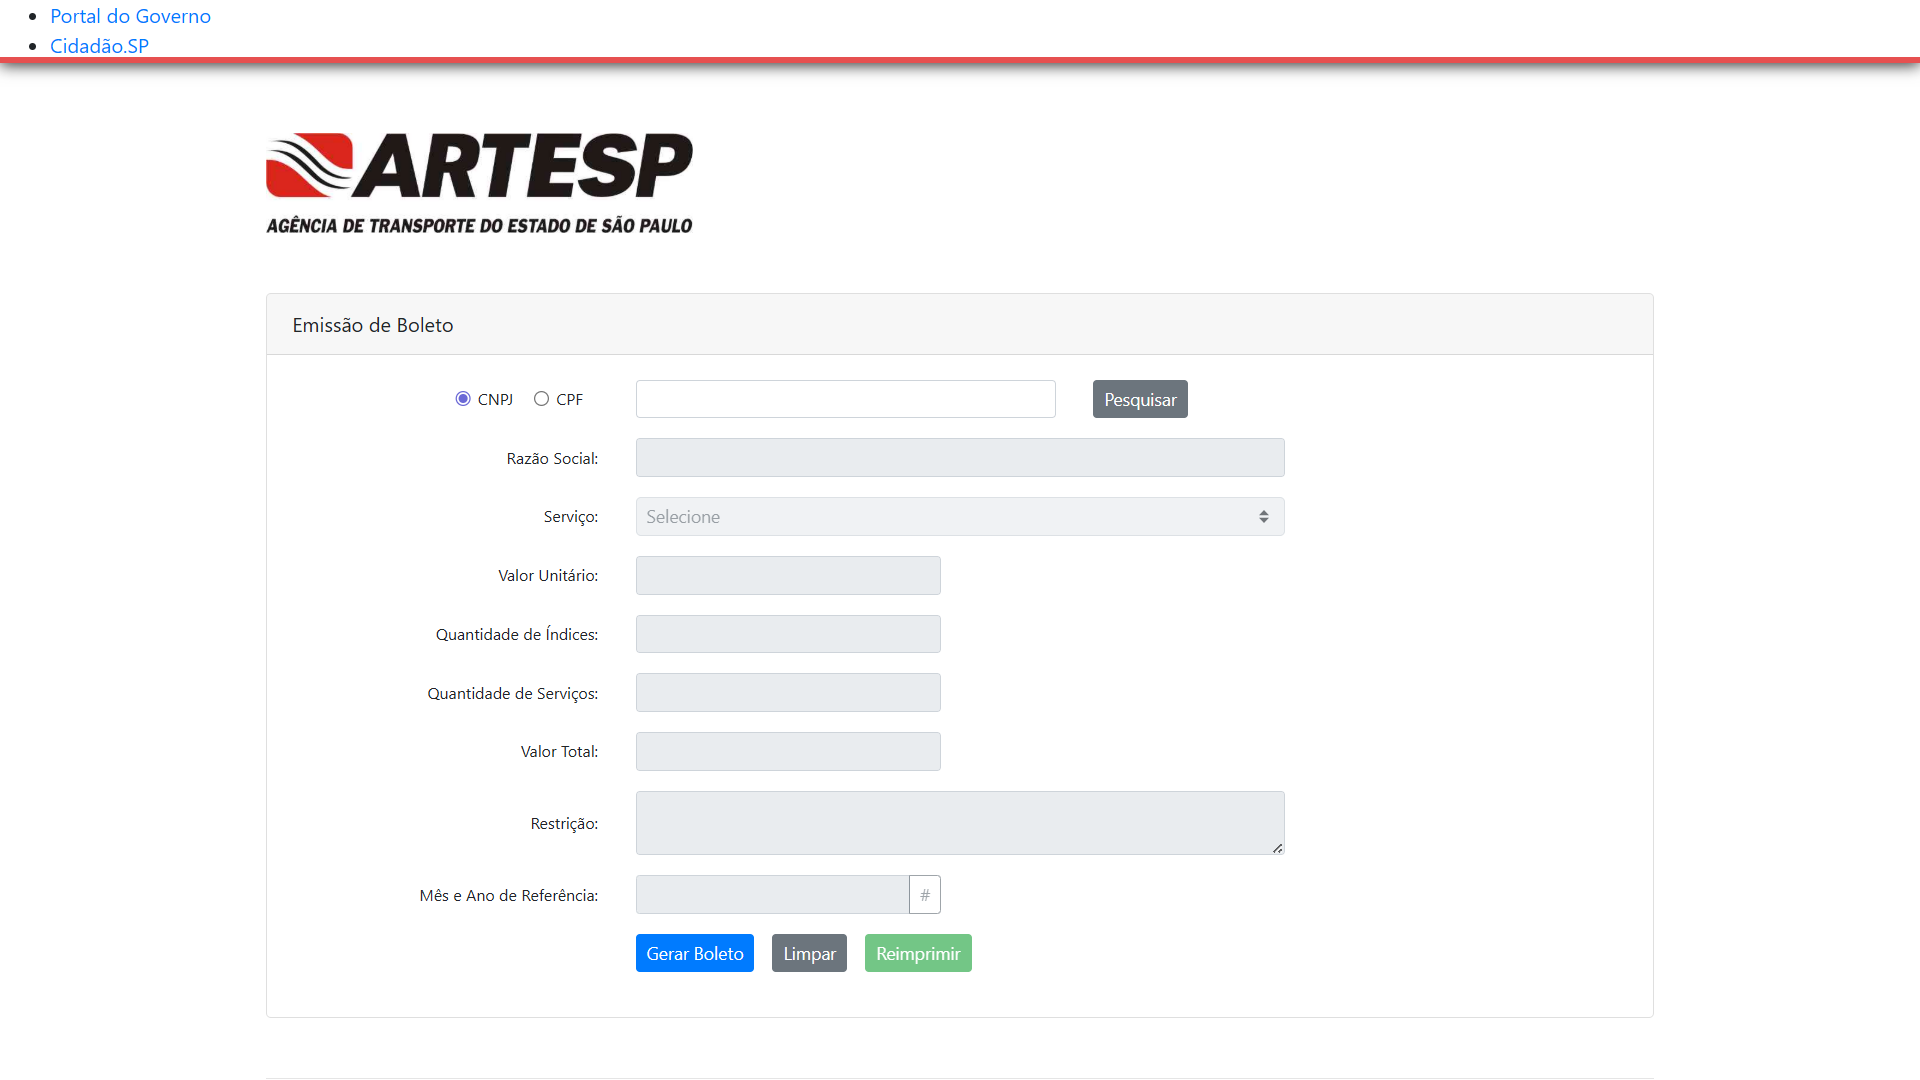 Portal do Governo
Cidadão.SP
ARTESP
AGÊNCIA DE TRANSPORTE DO ESTADO DE SÃO PAULO
Emissão de Boleto
CNPJ CPF Pesquisar
Razão Social:
Serviço: Selecione
Valor Unitário:
Quantidade de Índices:
Quantidade de Serviços:
Valor Total:
Restrição:
Mês e Ano de Referência: #
Gerar Boleto Limpar Reimprimir